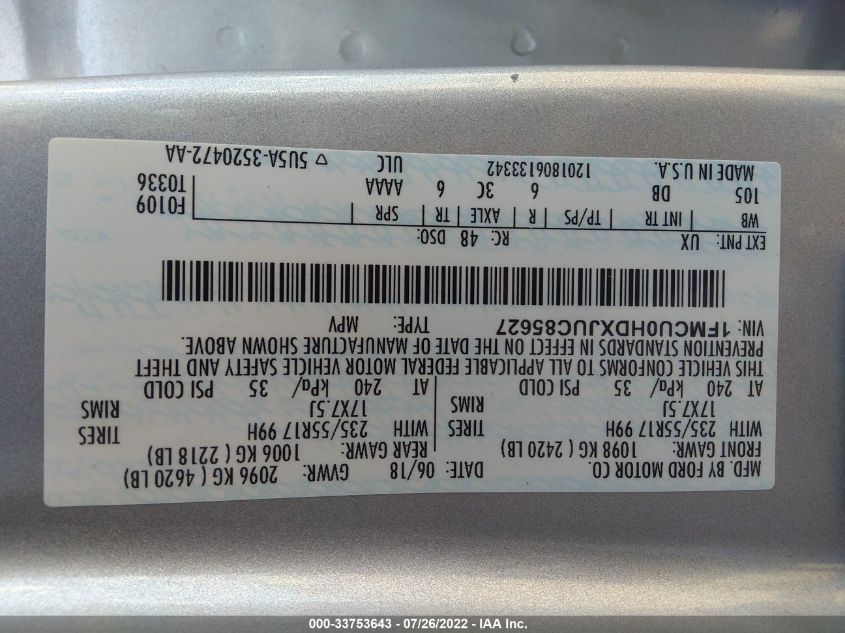 MFD. BY FORD MOTOR CO. DATE: 06/18 GVWR: 2096 KG ( 4620 LB)
FRONT GAWR: 1098 KG ( 2420 LB) REAR GAWR: 1006 KG ( 2218 LB)
WITH 235/55R17 99H TIRES WITH 235/55R17 99H TIRES
17X7.5J RIMS 17X7.5J RIMS
AT 240 kPa/ 35 PSI COLD AT 240 kPa/ 35 PSI COLD
THIS VEHICLE CONFORMS TO ALL APPLICABLE FEDERAL MOTOR VEHICLE SAFETY AND THEFT
PREVENTION STANDARDS IN EFFECT ON THE DATE OF MANUFACTURE SHOWN ABOVE.
VIN: 1FMCU0HDXJUC85627 TYPE: MPV
EXT PNT: UX RC: 48 DSO:
WB INT TR TP/PS R AXLE TR SPR F0109
105 DB 6 3C 6 AAAA T0336
MADE IN U.S.A. 1201806133342 ULC ▽ 5U5A-3520472-AA
000-33753643 / 07/26/2022 - IAA Inc.